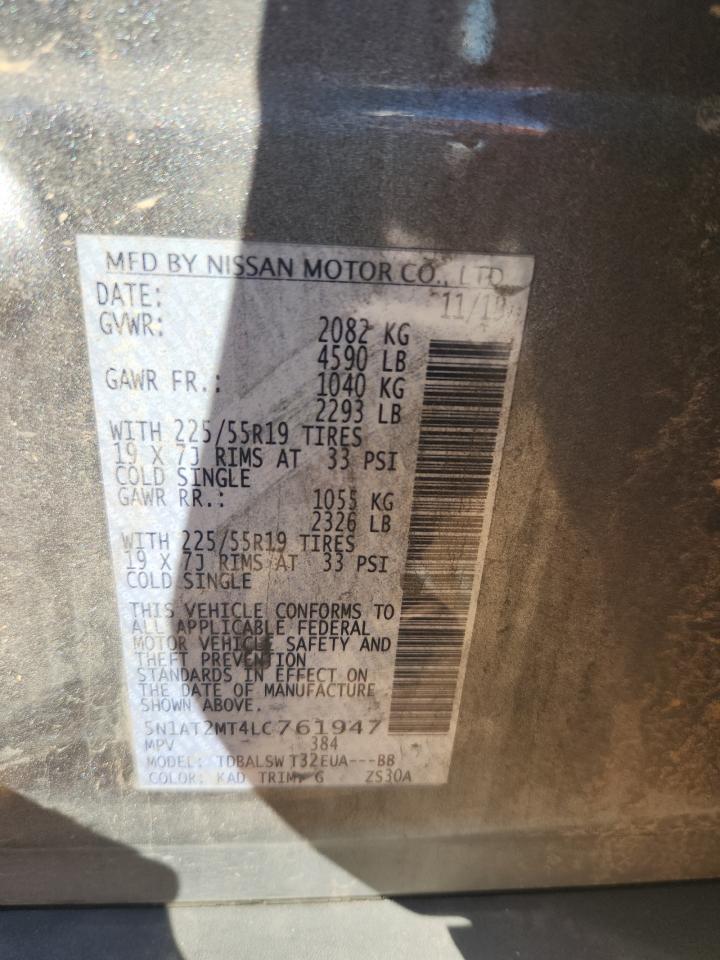 MFD BY NISSAN MOTOR CO., LTD
DATE: 11/19
GVWR: 2082 KG
4590 LB
GAWR FR.: 1040 KG
2293 LB
WITH 225/55R19 TIRES
19 X 7J RIMS AT 33 PSI
COLD SINGLE
GAWR RR.: 1055 KG
2326 LB
WITH 225/55R19 TIRES
19 X 7J RIMS AT 33 PSI
COLD SINGLE
THIS VEHICLE CONFORMS TO
ALL APPLICABLE FEDERAL
MOTOR VEHICLE SAFETY AND
THEFT PREVENTION
STANDARDS IN EFFECT ON
THE DATE OF MANUFACTURE
SHOWN ABOVE.
5N1AT2MT4LC761947
MPV 384
MODEL: TDBALSW T32EUA---BB
COLOR: KAD TRIM: G ZS30A